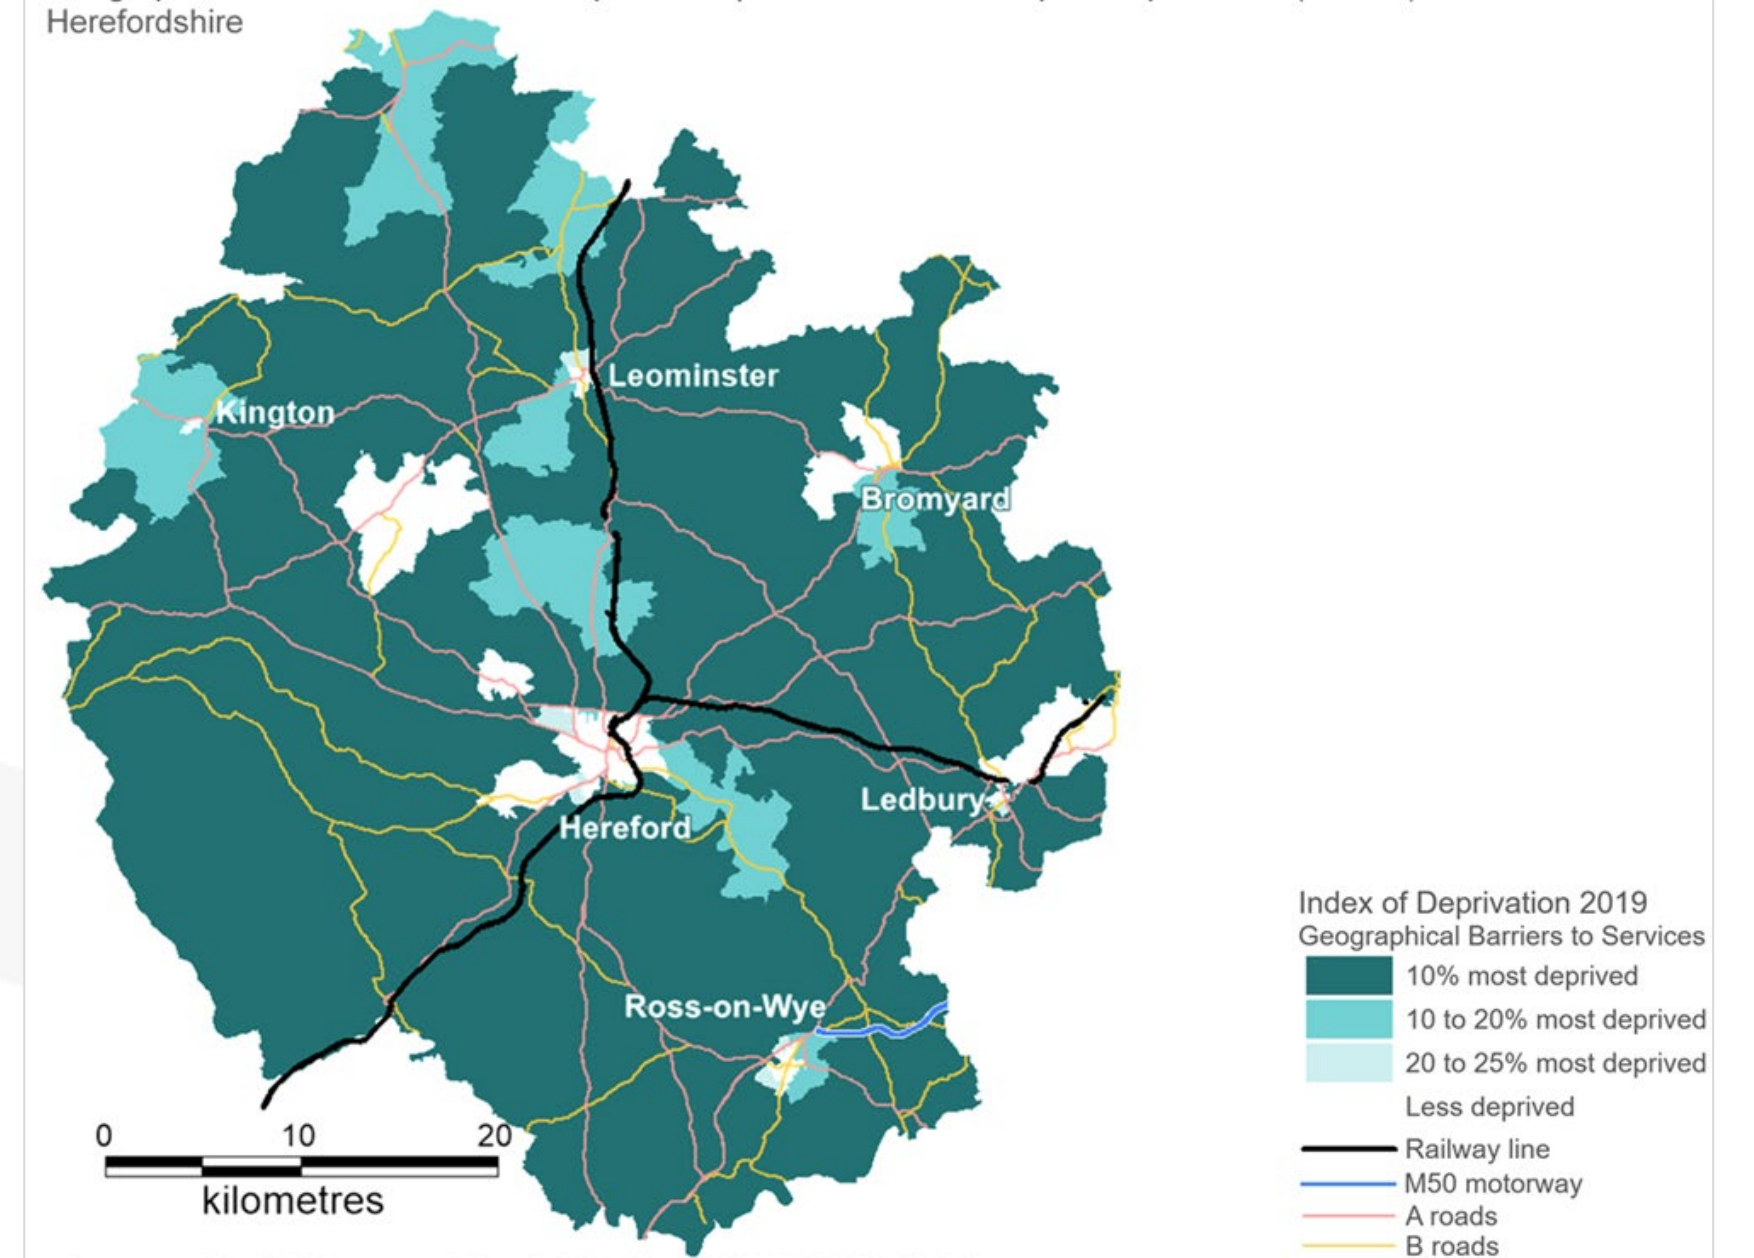 Herefordshire
Leominster
Kington
Bromyard
Ledbury
Hereford
Ross-on-Wye
Index of Deprivation 2019
Geographical Barriers to Services
10% most deprived
10 to 20% most deprived
20 to 25% most deprived
Less deprived
Railway line
M50 motorway
A roads
B roads
0 10 20
kilometres